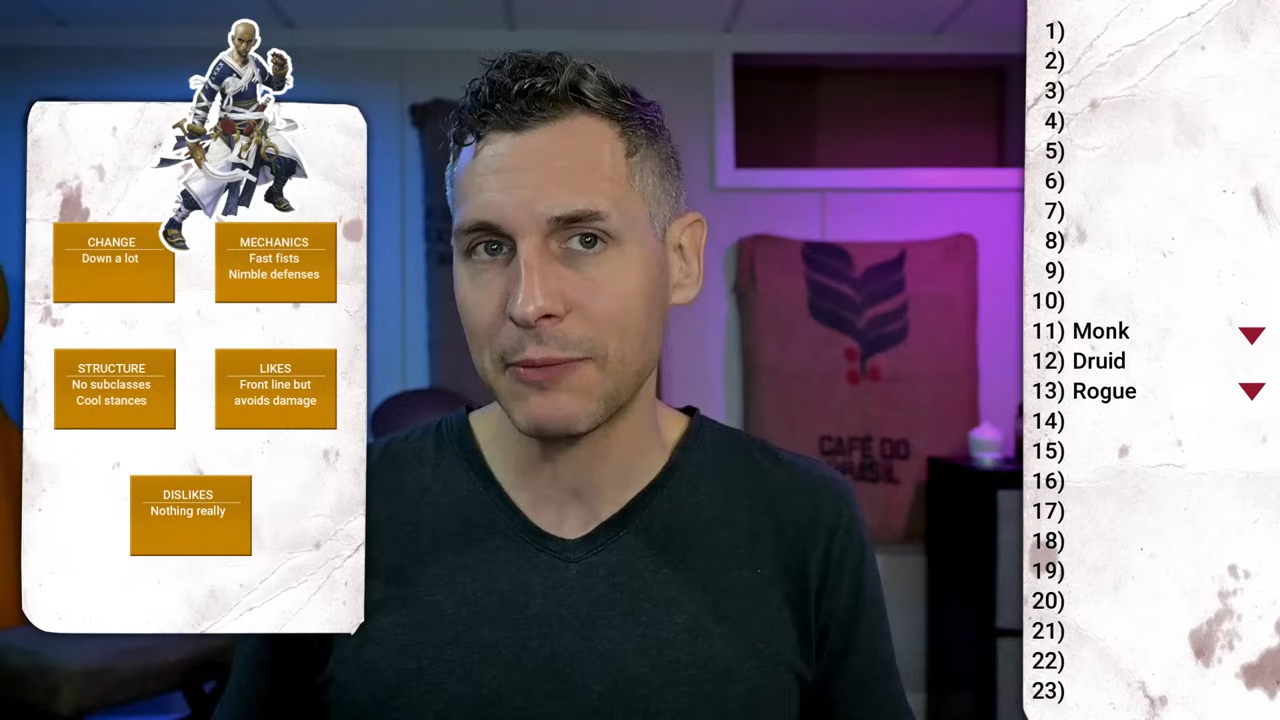 CHANGE
Down a lot
MECHANICS
Fast fists
Nimble defenses
STRUCTURE
No subclasses
Cool stances
LIKES
Front line but
avoids damage
DISLIKES
Nothing really
CAFÉ DO
BRASIL
1)
2)
3)
4)
5)
6)
7)
8)
9)
10)
11) Monk
12) Druid
13) Rogue
14)
15)
16)
17)
18)
19)
20)
21)
22)
23)